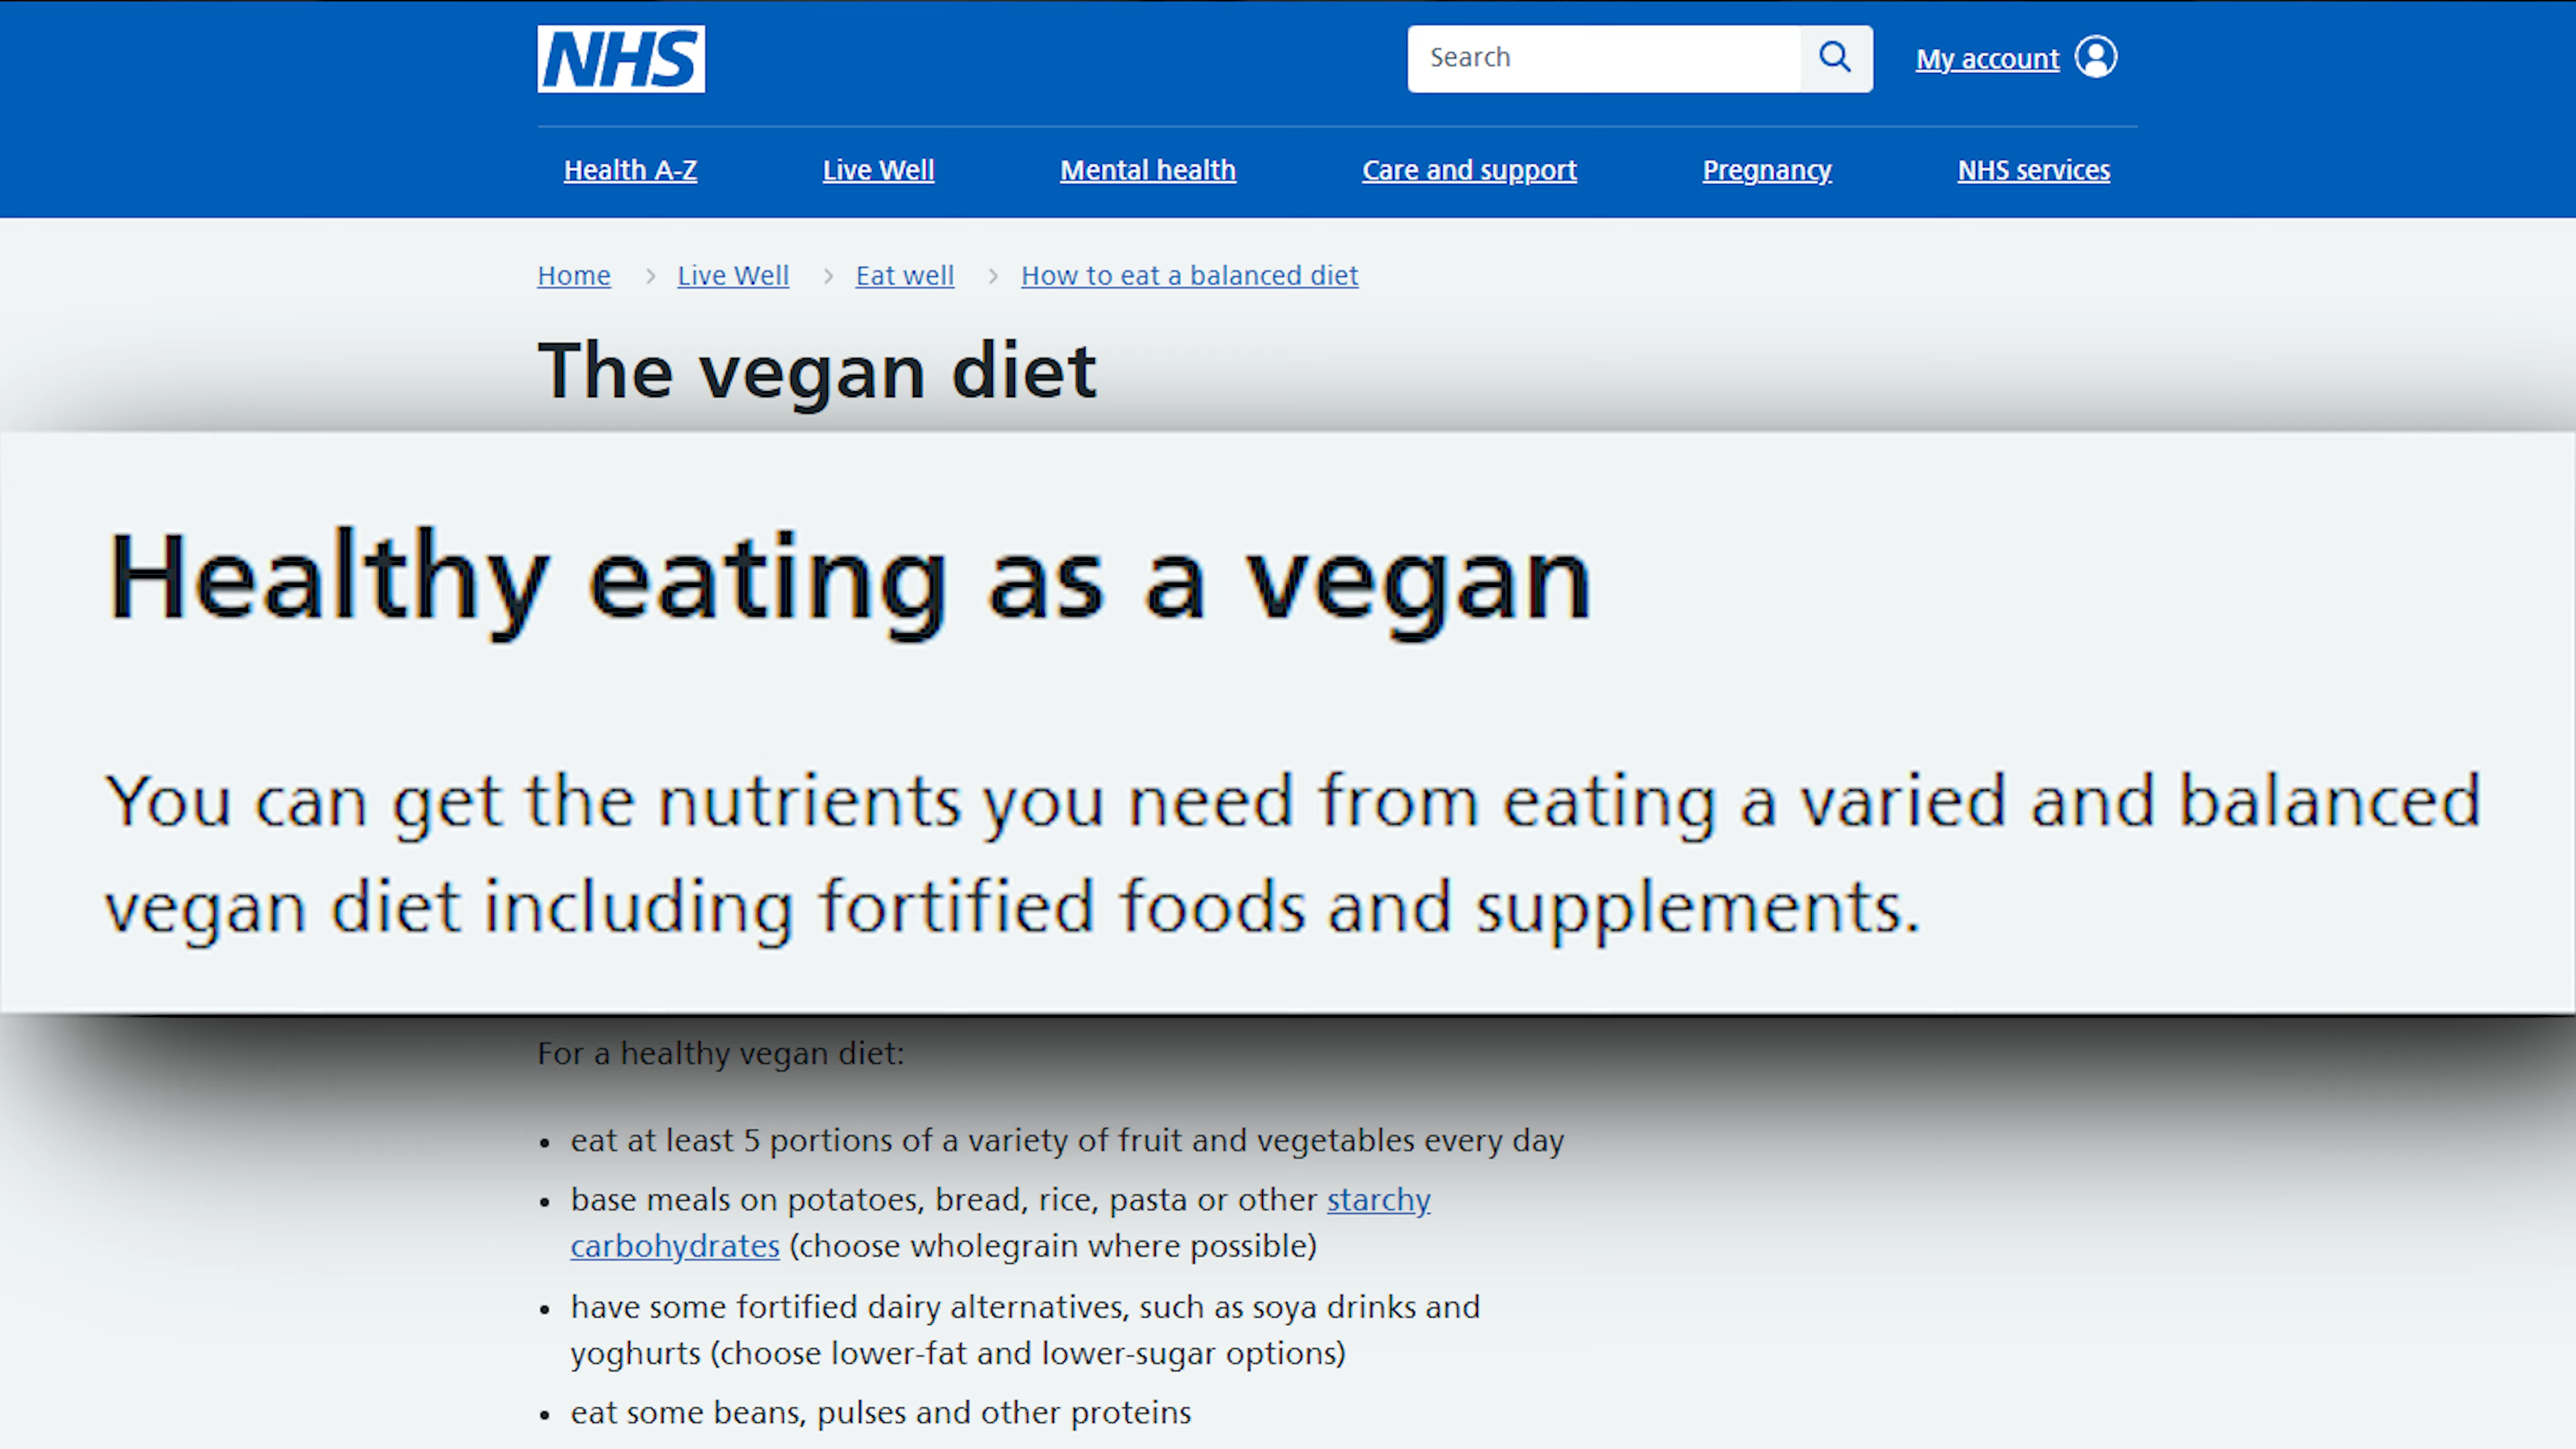 NHS
Search
My account
Health A-Z
Live Well
Mental health
Care and support
Pregnancy
NHS services
Home
Live Well
Eat well
How to eat a balanced diet
The vegan diet
Healthy eating as a vegan
You can get the nutrients you need from eating a varied and balanced
vegan diet including fortified foods and supplements.
For a healthy vegan diet:
• eat at least 5 portions of a variety of fruit and vegetables every day
• base meals on potatoes, bread, rice, pasta or other starchy
carbohydrates (choose wholegrain where possible)
• have some fortified dairy alternatives, such as soya drinks and
yoghurts (choose lower-fat and lower-sugar options)
• eat some beans, pulses and other proteins